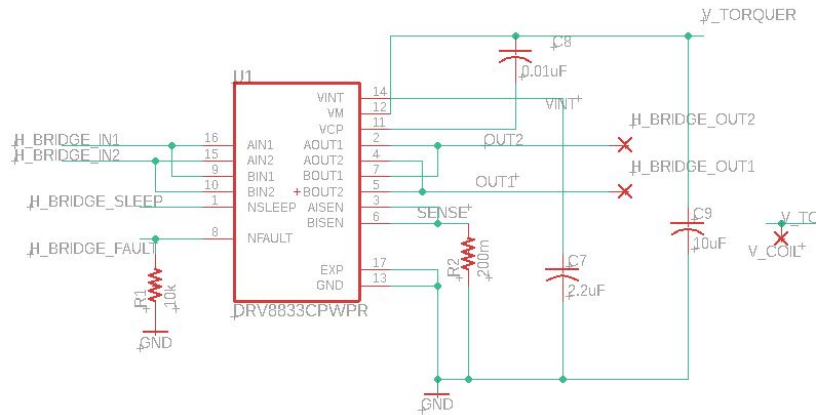 V_TORQUER
C8
0.01uF
U1
VINT
14
VM
12
VCP
11
VINT
H_BRIDGE_IN1
16
AIN1
AOUT1
2
OUT2
H_BRIDGE_OUT2
H_BRIDGE_IN2
15
AIN2
AOUT2
4
9
BIN1
BOUT1
7
H_BRIDGE_OUT1
10
BIN2
BOUT2
5
OUT1
H_BRIDGE_SLEEP
1
NSLEEP
AISEN
3
BISEN
6
SENSE
H_BRIDGE_FAULT
8
NFAULT
R2
200m
C9
10uF
V_TO
V_COIL
EXP
17
GND
13
C7
2.2uF
R1
10k
DRV8833CPWPR
GND
GND